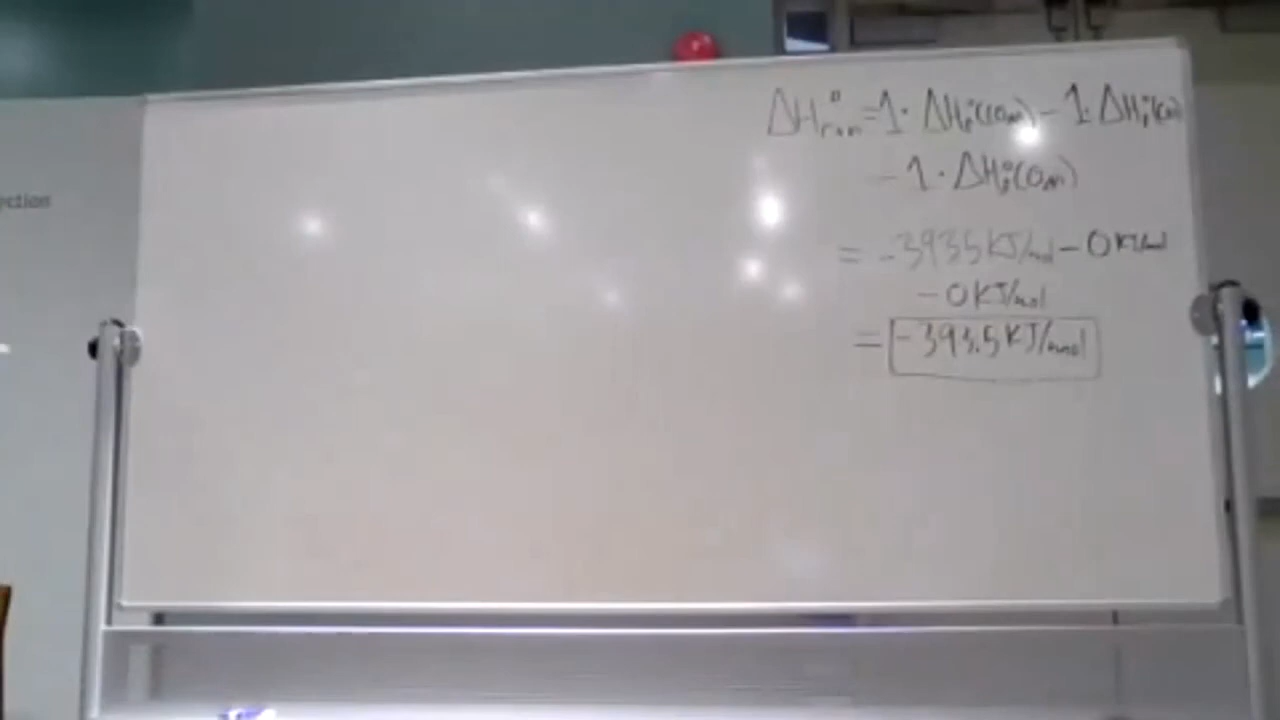 ection
ΔH°rxn = 1·ΔH°f(CO₂(g)) - 1·ΔH°f(C(s))
- 1·ΔH°f(O₂(g))
= -393.5 KJ/mol - 0 KJ/mol
- 0 KJ/mol
= -393.5 KJ/mol